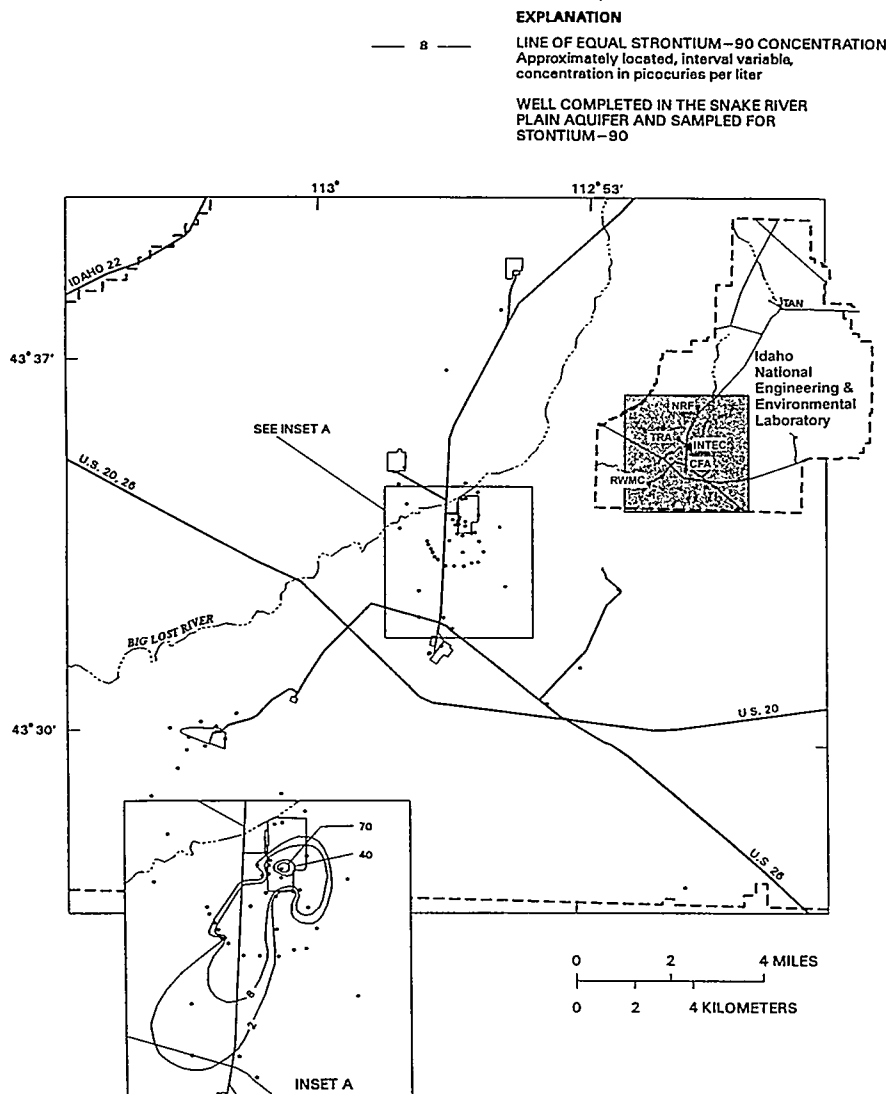 EXPLANATION
8
LINE OF EQUAL STRONTIUM-90 CONCENTRATION
Approximately located, interval variable,
concentration in picocuries per liter
WELL COMPLETED IN THE SNAKE RIVER
PLAIN AQUIFER AND SAMPLED FOR
STONTIUM-90
113°
112°53'
IDAHO 22
TAN
43°37'
Idaho
National
Engineering &
Environmental
Laboratory
NRF
SEE INSET A
TRA
INTEC
CFA
RWMC
U.S. 20, 26
BIG LOST RIVER
43°30'
U.S. 20
70
40
U.S 26
8
2
INSET A
0 2 4 MILES
0 2 4 KILOMETERS